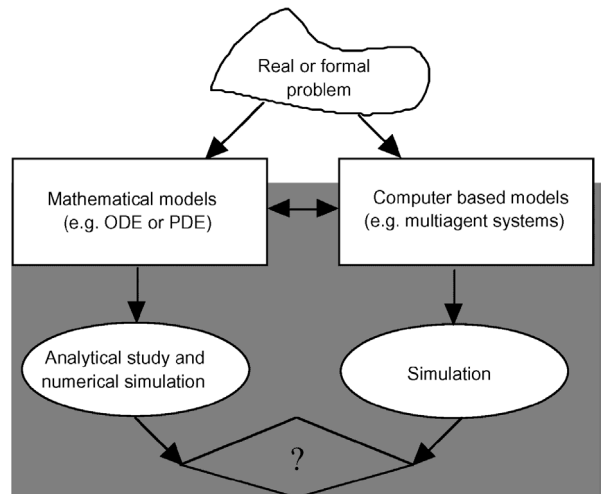 Real or formal
problem
Mathematical models
(e.g. ODE or PDE)
Computer based models
(e.g. multiagent systems)
Analytical study and
numerical simulation
Simulation
?